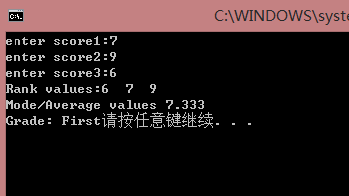 C:\WINDOWS\syste
enter score1:7
enter score2:9
enter score3:6
Rank values:6  7  9
Mode/Average values 7.333
Grade: First请按任意键继续. . .